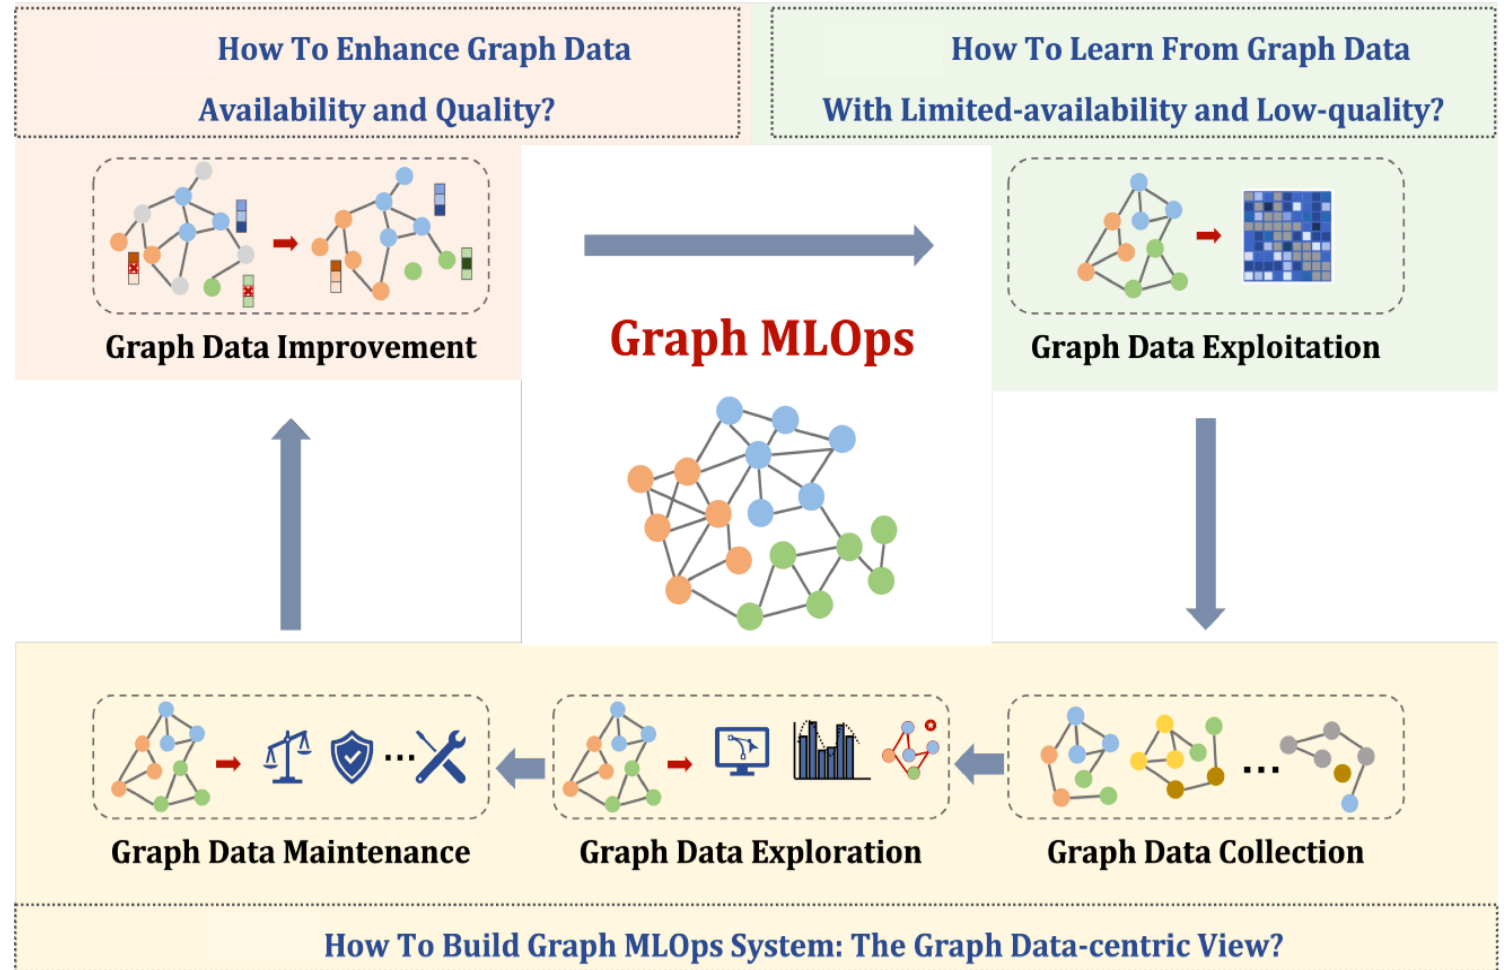 How To Enhance Graph Data
Availability and Quality?
How To Learn From Graph Data
With Limited-availability and Low-quality?
Graph Data Improvement
Graph MLOps
Graph Data Exploitation
...
...
Graph Data Maintenance
Graph Data Exploration
Graph Data Collection
How To Build Graph MLOps System: The Graph Data-centric View?